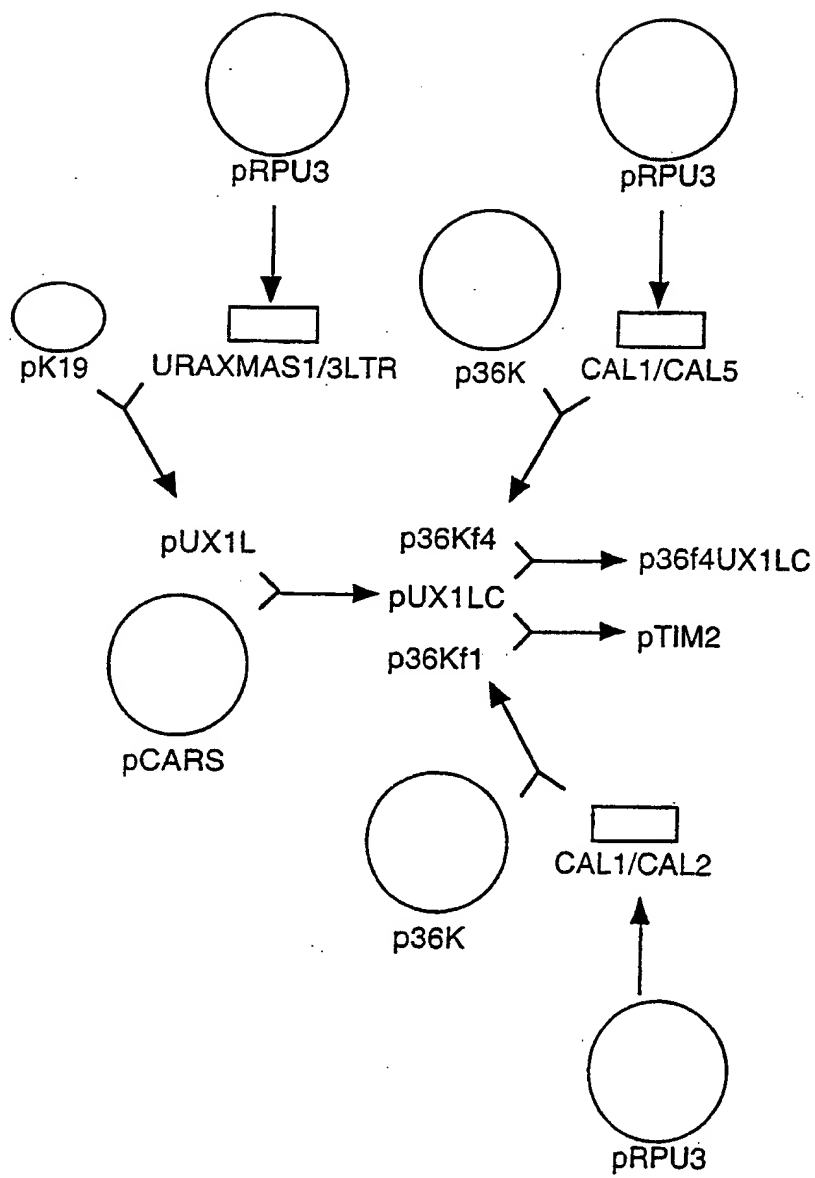 pRPU3
pRPU3
pK19
URAXMAS1/3LTR
p36K
CAL1/CAL5
pUX1L
p36Kf4
p36f4UX1LC
pUX1LC
pTIM2
p36Kf1
pCARS
CAL1/CAL2
p36K
pRPU3